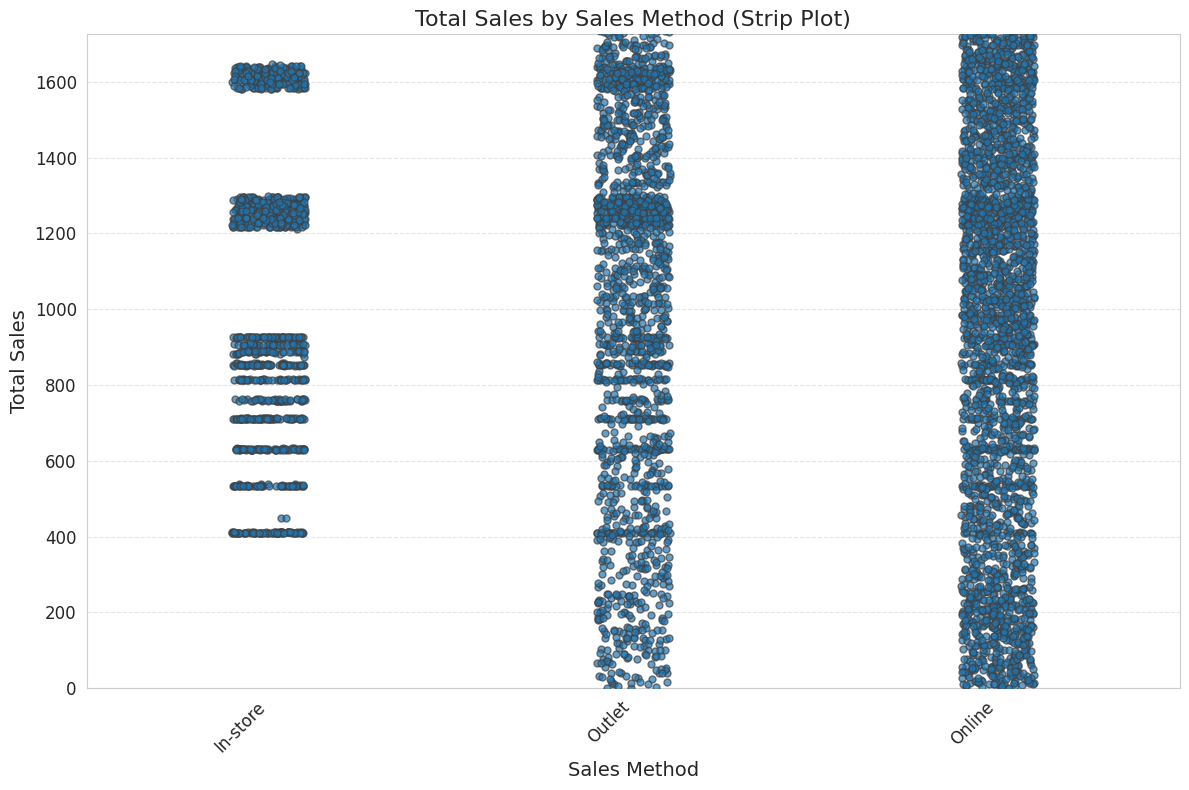 Total Sales by Sales Method (Strip Plot)
Total Sales
1600
1400
1200
1000
800
600
400
200
0
In-store
Outlet
Online
Sales Method